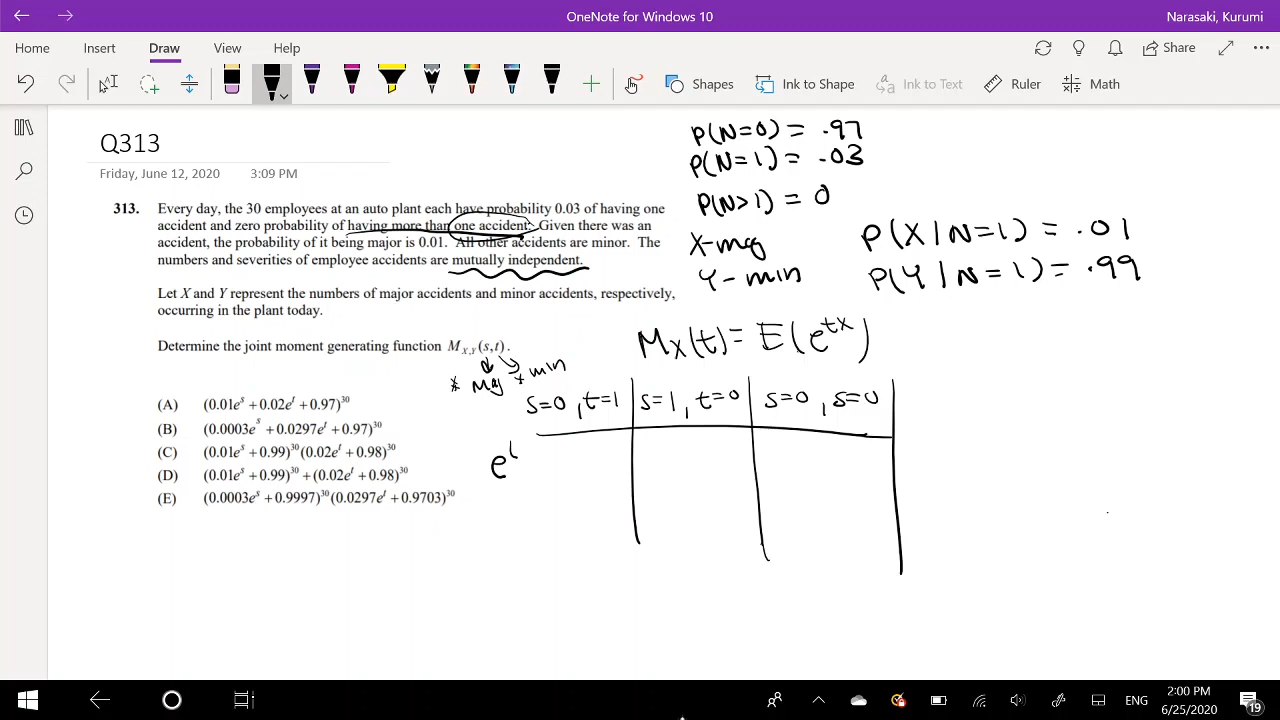 OneNote for Windows 10
Narasaki, Kurumi
Home Insert Draw View Help
Share
Shapes Ink to Shape Ink to Text Ruler Math
Q313
Friday, June 12, 2020 3:09 PM
313. Every day, the 30 employees at an auto plant each have probability 0.03 of having one
accident and zero probability of having more than one accident. Given there was an
accident, the probability of it being major is 0.01. All other accidents are minor. The
numbers and severities of employee accidents are mutually independent.
Let X and Y represent the numbers of major accidents and minor accidents, respectively,
occurring in the plant today.
Determine the joint moment generating function M_{X,Y}(s,t).
* maj * min
(A) (0.01e^s + 0.02e^t + 0.97)^30
(B) (0.0003e^s + 0.0297e^t + 0.97)^30
(C) (0.01e^s + 0.99)^30 (0.02e^t + 0.98)^30
(D) (0.01e^s + 0.99)^30 + (0.02e^t + 0.98)^30
(E) (0.0003e^s + 0.9997)^30 (0.0297e^t + 0.9703)^30
P(N=0) = .97
P(N=1) = .03
P(N>1) = 0
X-maj
Y-min
P(X|N=1) = .01
P(Y|N=1) = .99
M_X(t) = E(e^{tx})
s=0, t=1 s=1, t=0 s=0, s=0
e^
ENG
2:00 PM
6/25/2020
19